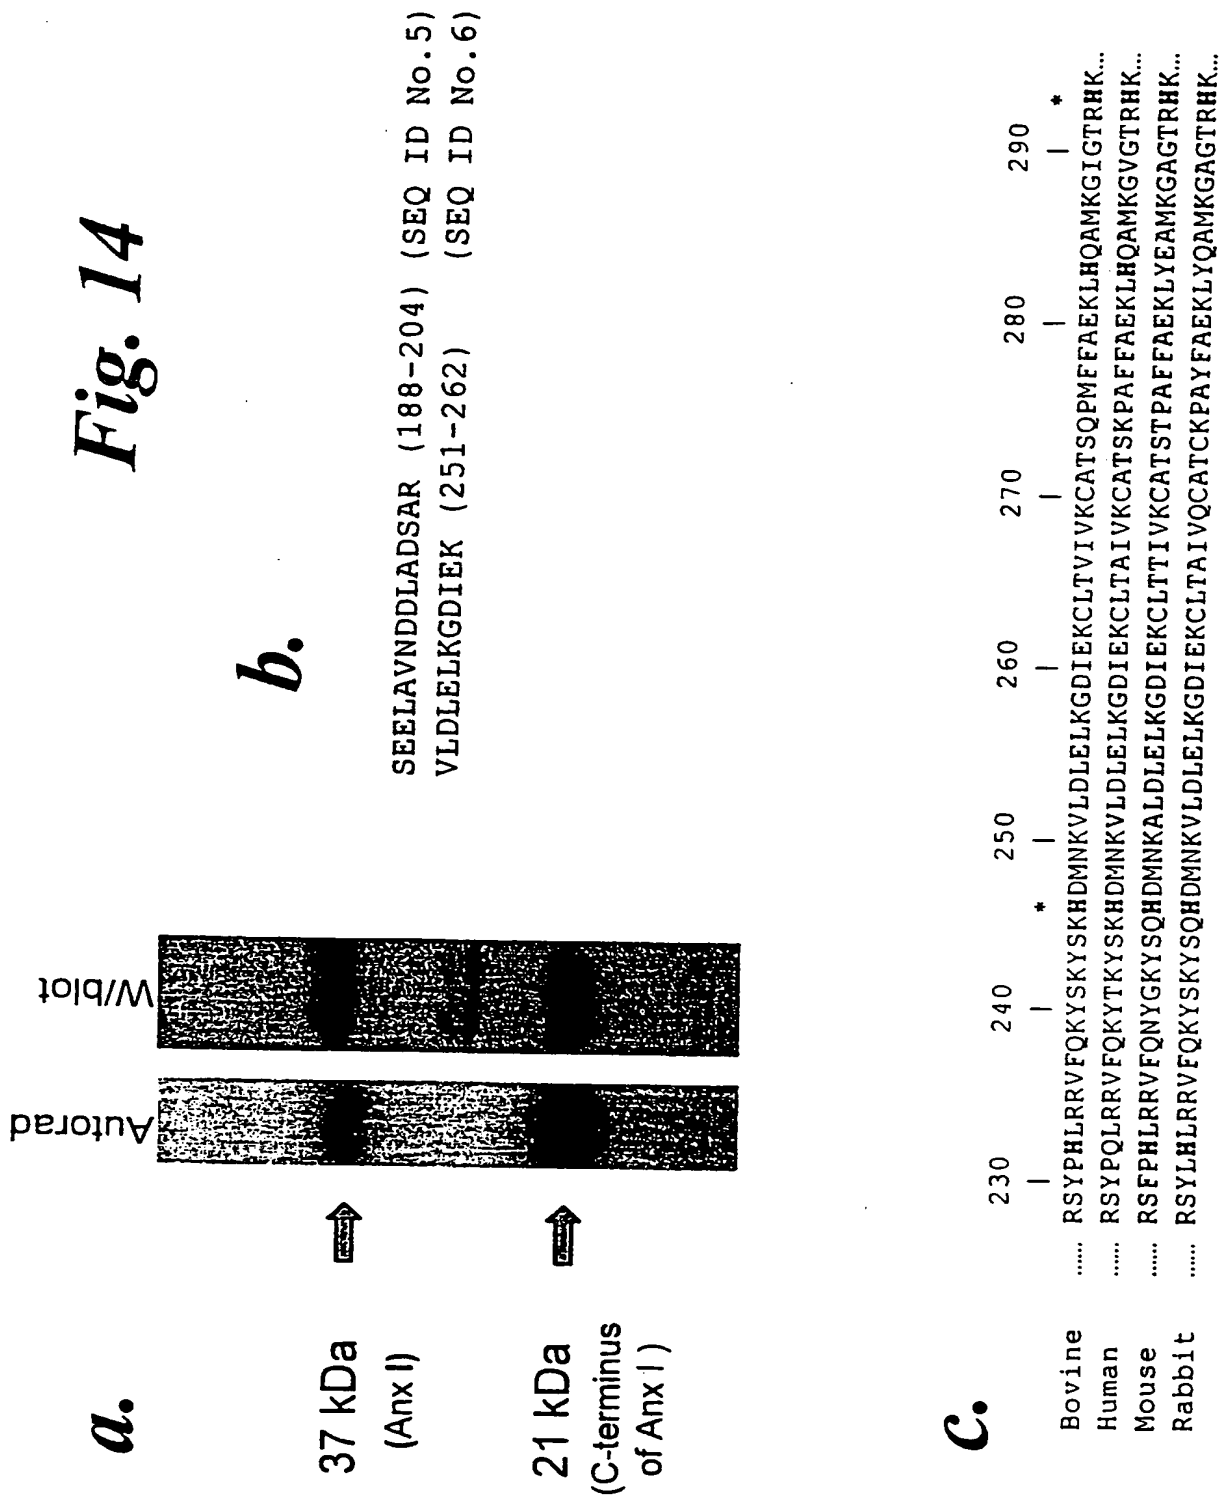 Fig. 14
a.
Autorad
W/blot
37 kDa
(Anx I)
21 kDa
(C-terminus
of Anx I )
b.
SEELAVNDDLADSAR (188-204) (SEQ ID No.5)
VLDLELKGDIEK (251-262) (SEQ ID No.6)
c.
230 240 250 260 270 280 290
* *
Bovine ...... RSYPHLRRVFQKYSKYSKHDMNKVLDLELKGDIEKCLTVIVKCATSQPMFFAEKLHQAMKGIGTRHK...
Human ...... RSYPQLRRVFQKYTKYSKHDMNKVLDLELKGDIEKCLTAIVKCATSKPAFFAEKLHQAMKGVGTRHK...
Mouse ...... RSFPHLRRVFQNYGKYSQHDMNKALDLELKGDIEKCLTTIVKCATSTPAFFAEKLYEAMKGAGTRHK...
Rabbit ...... RSYLHLRRVFQKYSKYSQHDMNKVLDLELKGDIEKCLTAIVQCATCKPAYFAEKLYQAMKGAGTRHK...